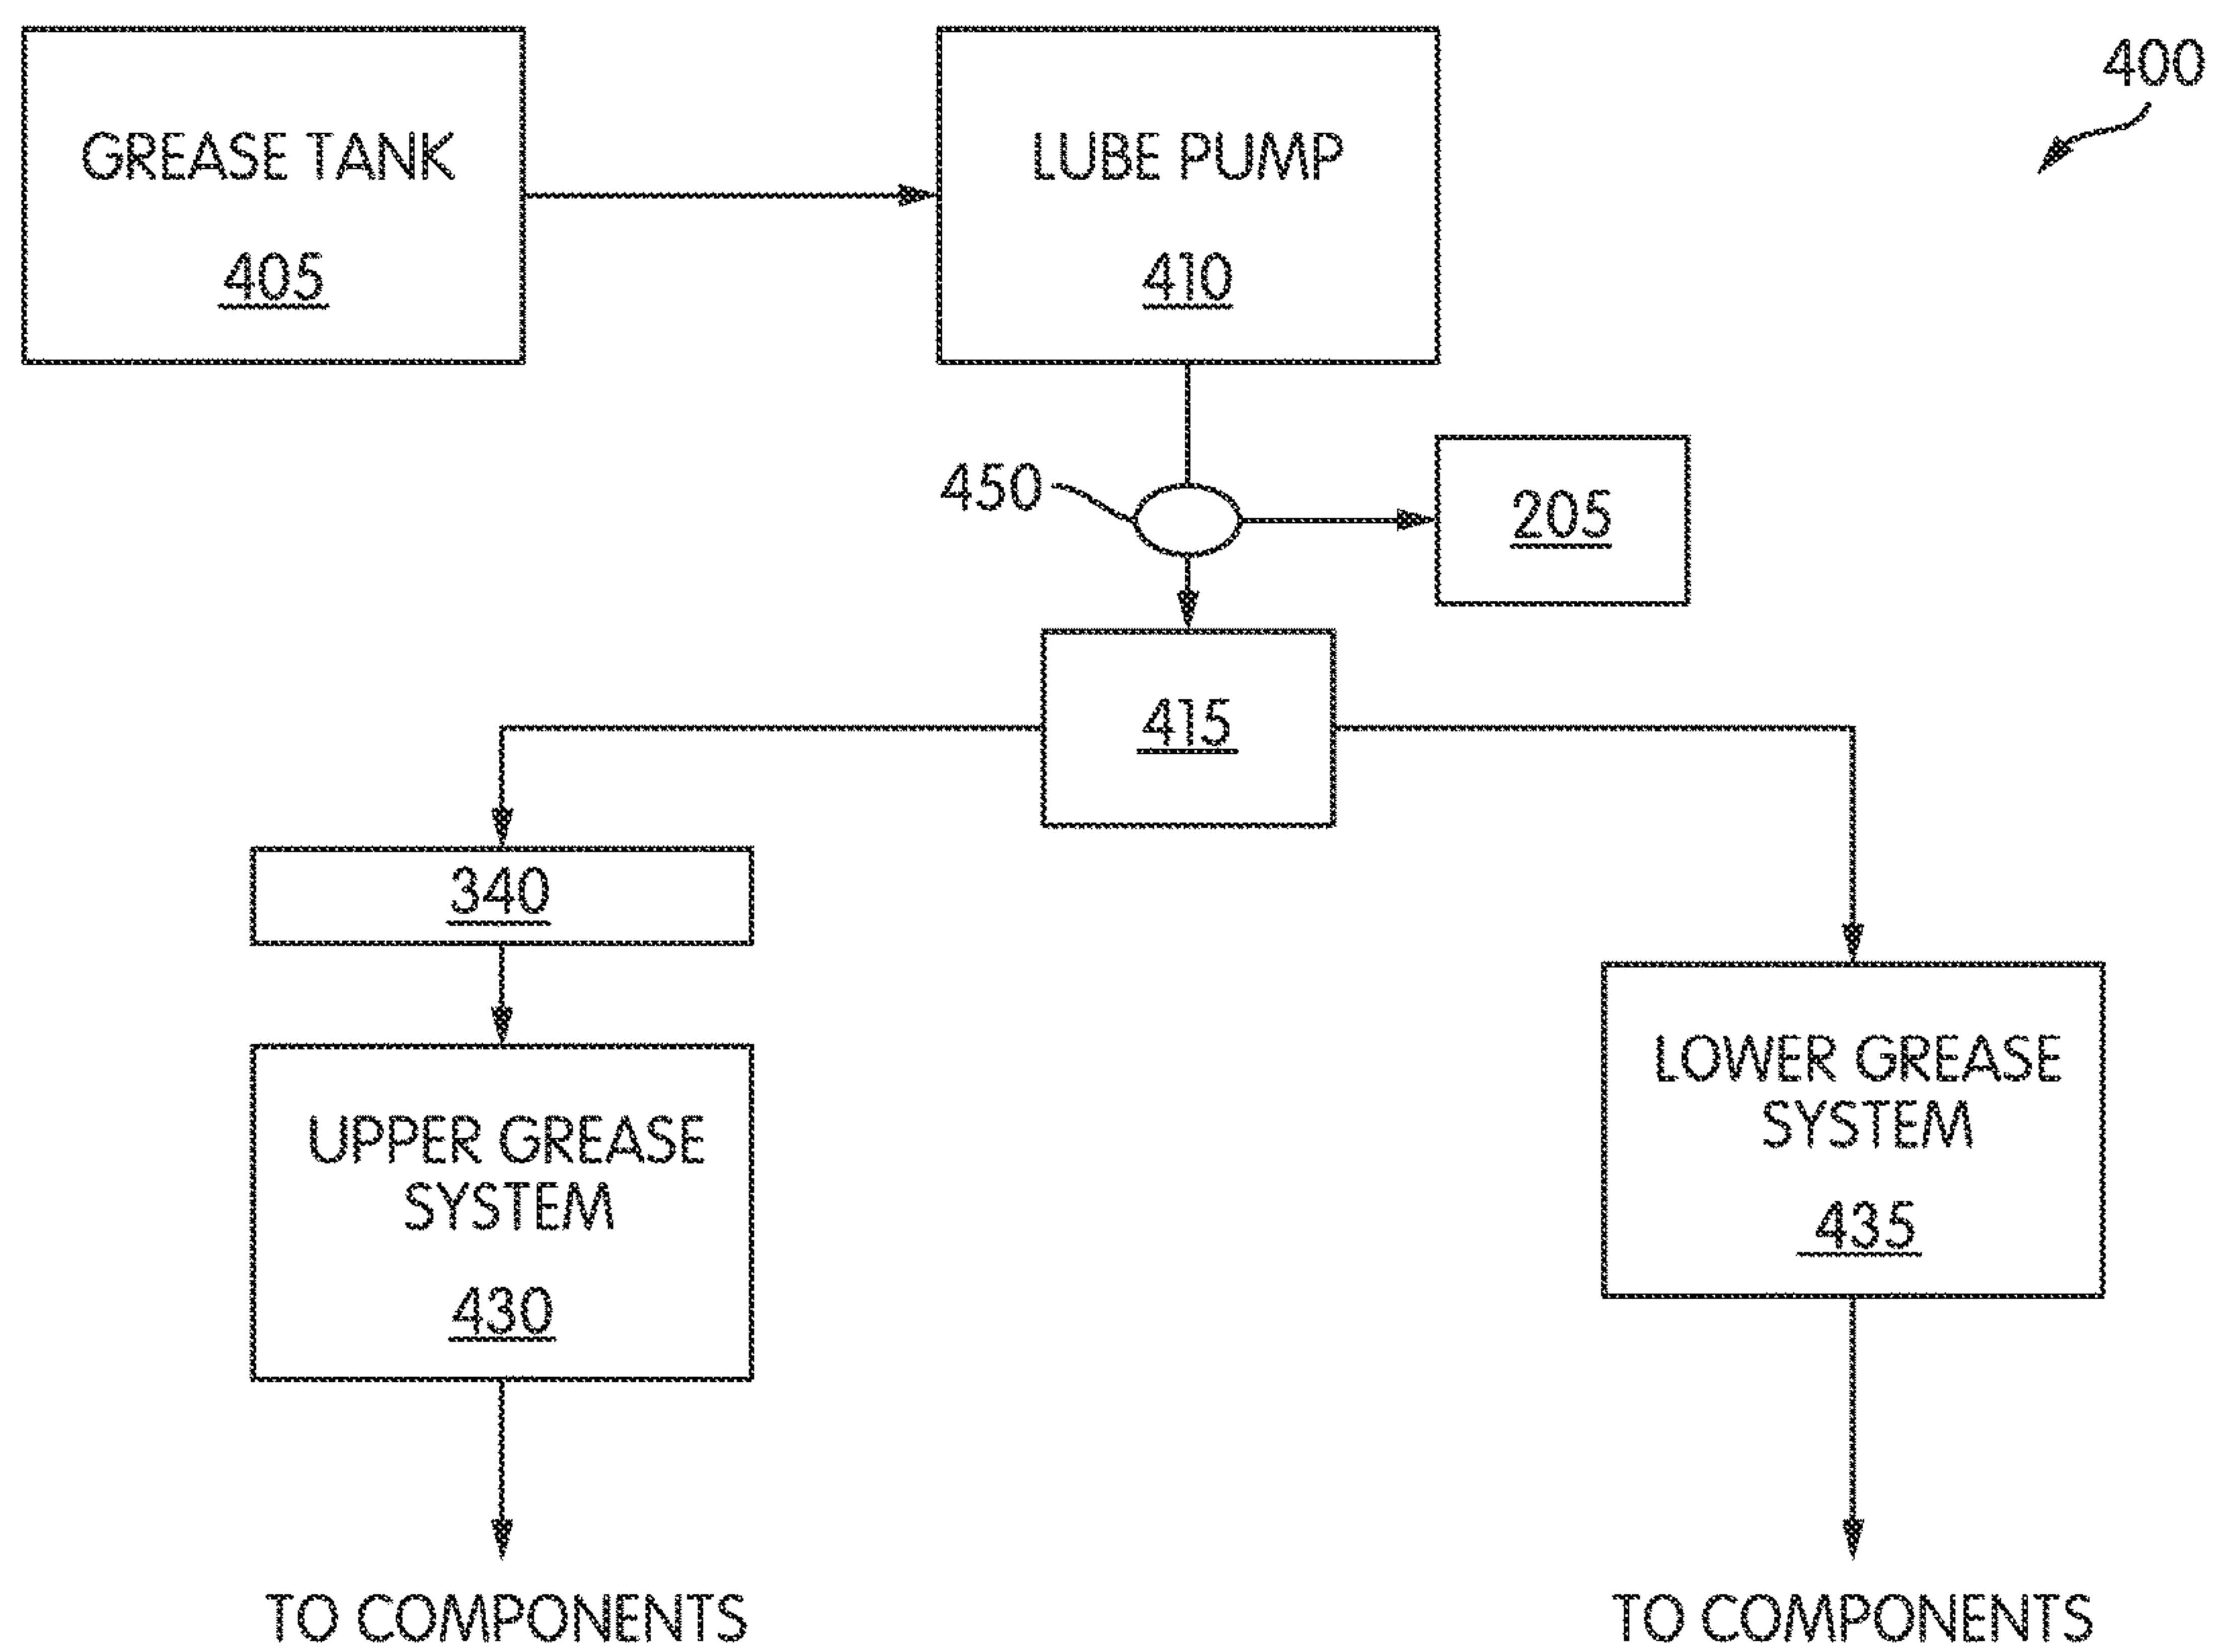 400
GREASE TANK
405
LUBE PUMP
410
450
205
415
340
UPPER GREASE
SYSTEM
430
LOWER GREASE
SYSTEM
435
TO COMPONENTS
TO COMPONENTS